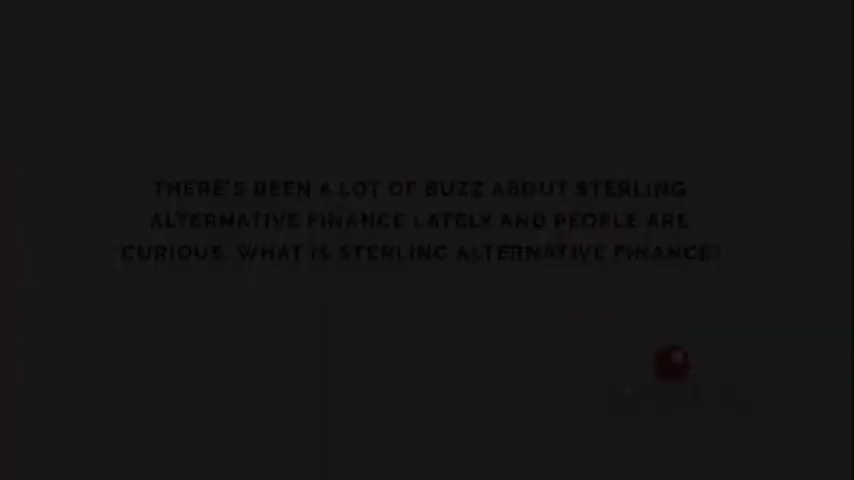 THERE'S BEEN A LOT OF BUZZ ABOUT STERLING
ALTERNATIVE FINANCE LATELY AND PEOPLE ARE
CURIOUS. WHAT IS STERLING ALTERNATIVE FINANCE?